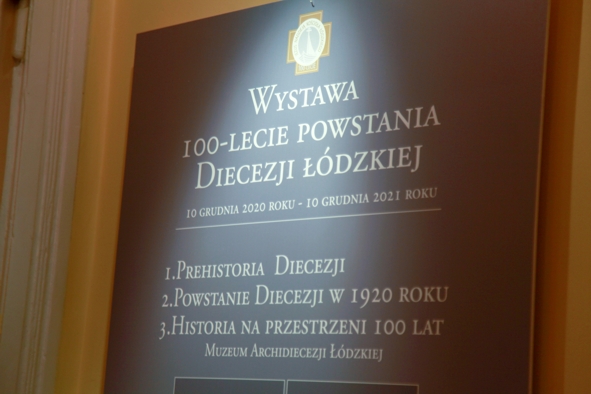 Wystawa
100-lecie powstania
Diecezji Łódzkiej
10 grudnia 2020 roku - 10 grudnia 2021 roku
1.Prehistoria Diecezji
2.Powstanie Diecezji w 1920 roku
3.Historia na przestrzeni 100 lat
Muzeum Archidiecezji Łódzkiej